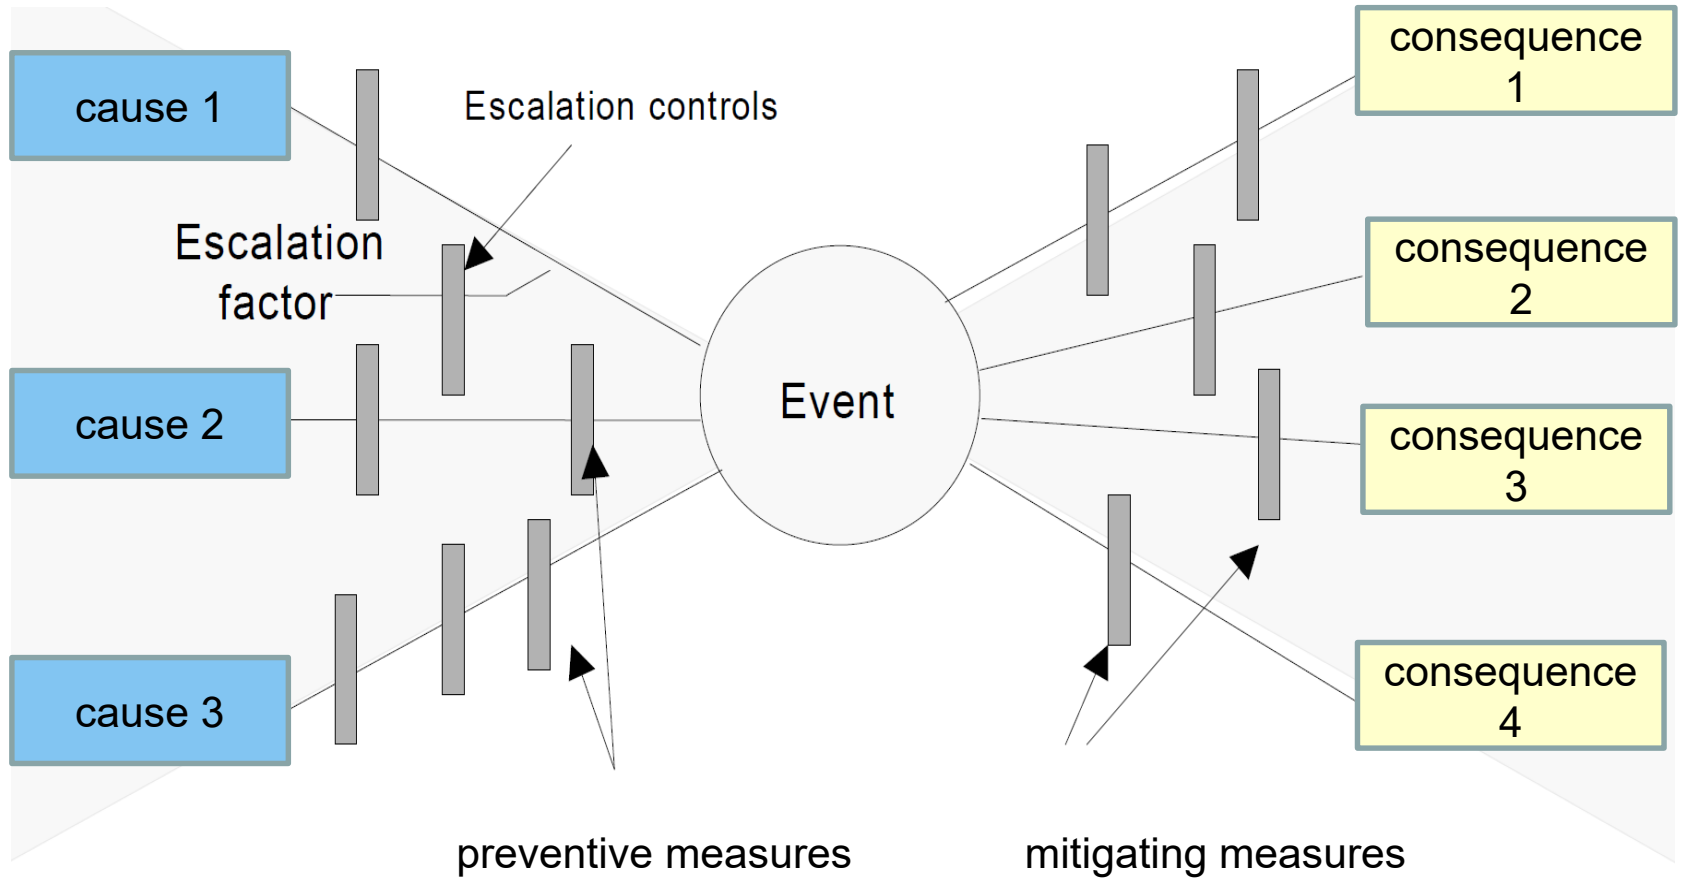 cause 1
Escalation controls
Escalation
factor
cause 2
cause 3
Event
consequence
1
consequence
2
consequence
3
consequence
4
preventive measures
mitigating measures